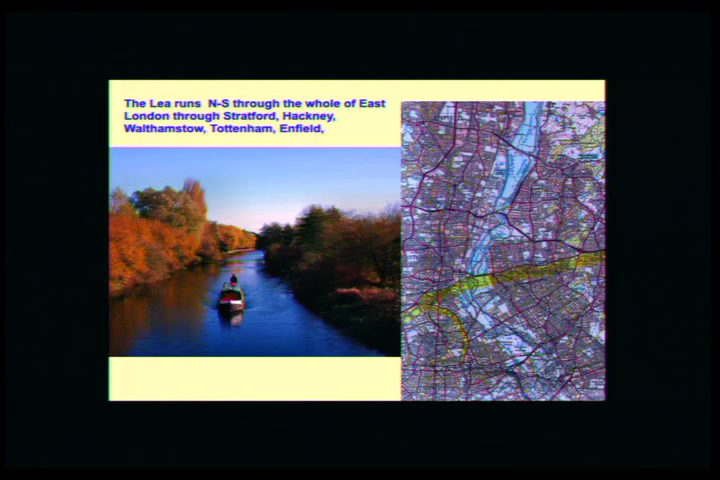 The Lea runs  N-S through the whole of East
London through Stratford, Hackney,
Walthamstow, Tottenham, Enfield,